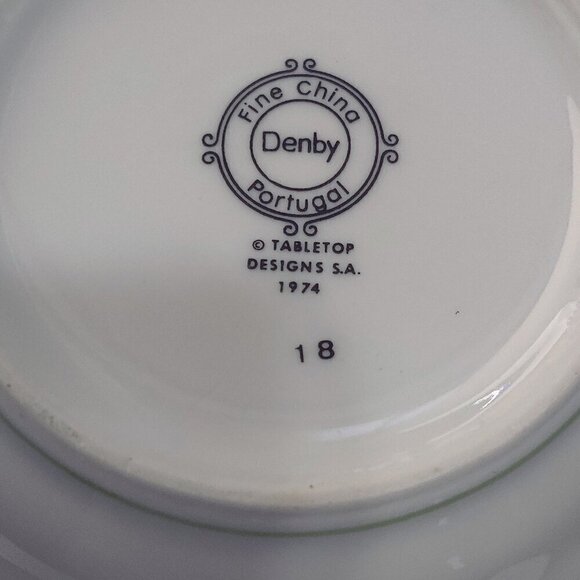 Fine China
Denby
Portugal
© TABLETOP
DESIGNS S.A.
1974
18